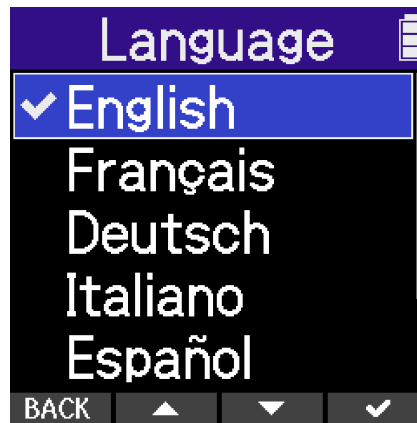 Language
English
Français
Deutsch
Italiano
Español
BACK